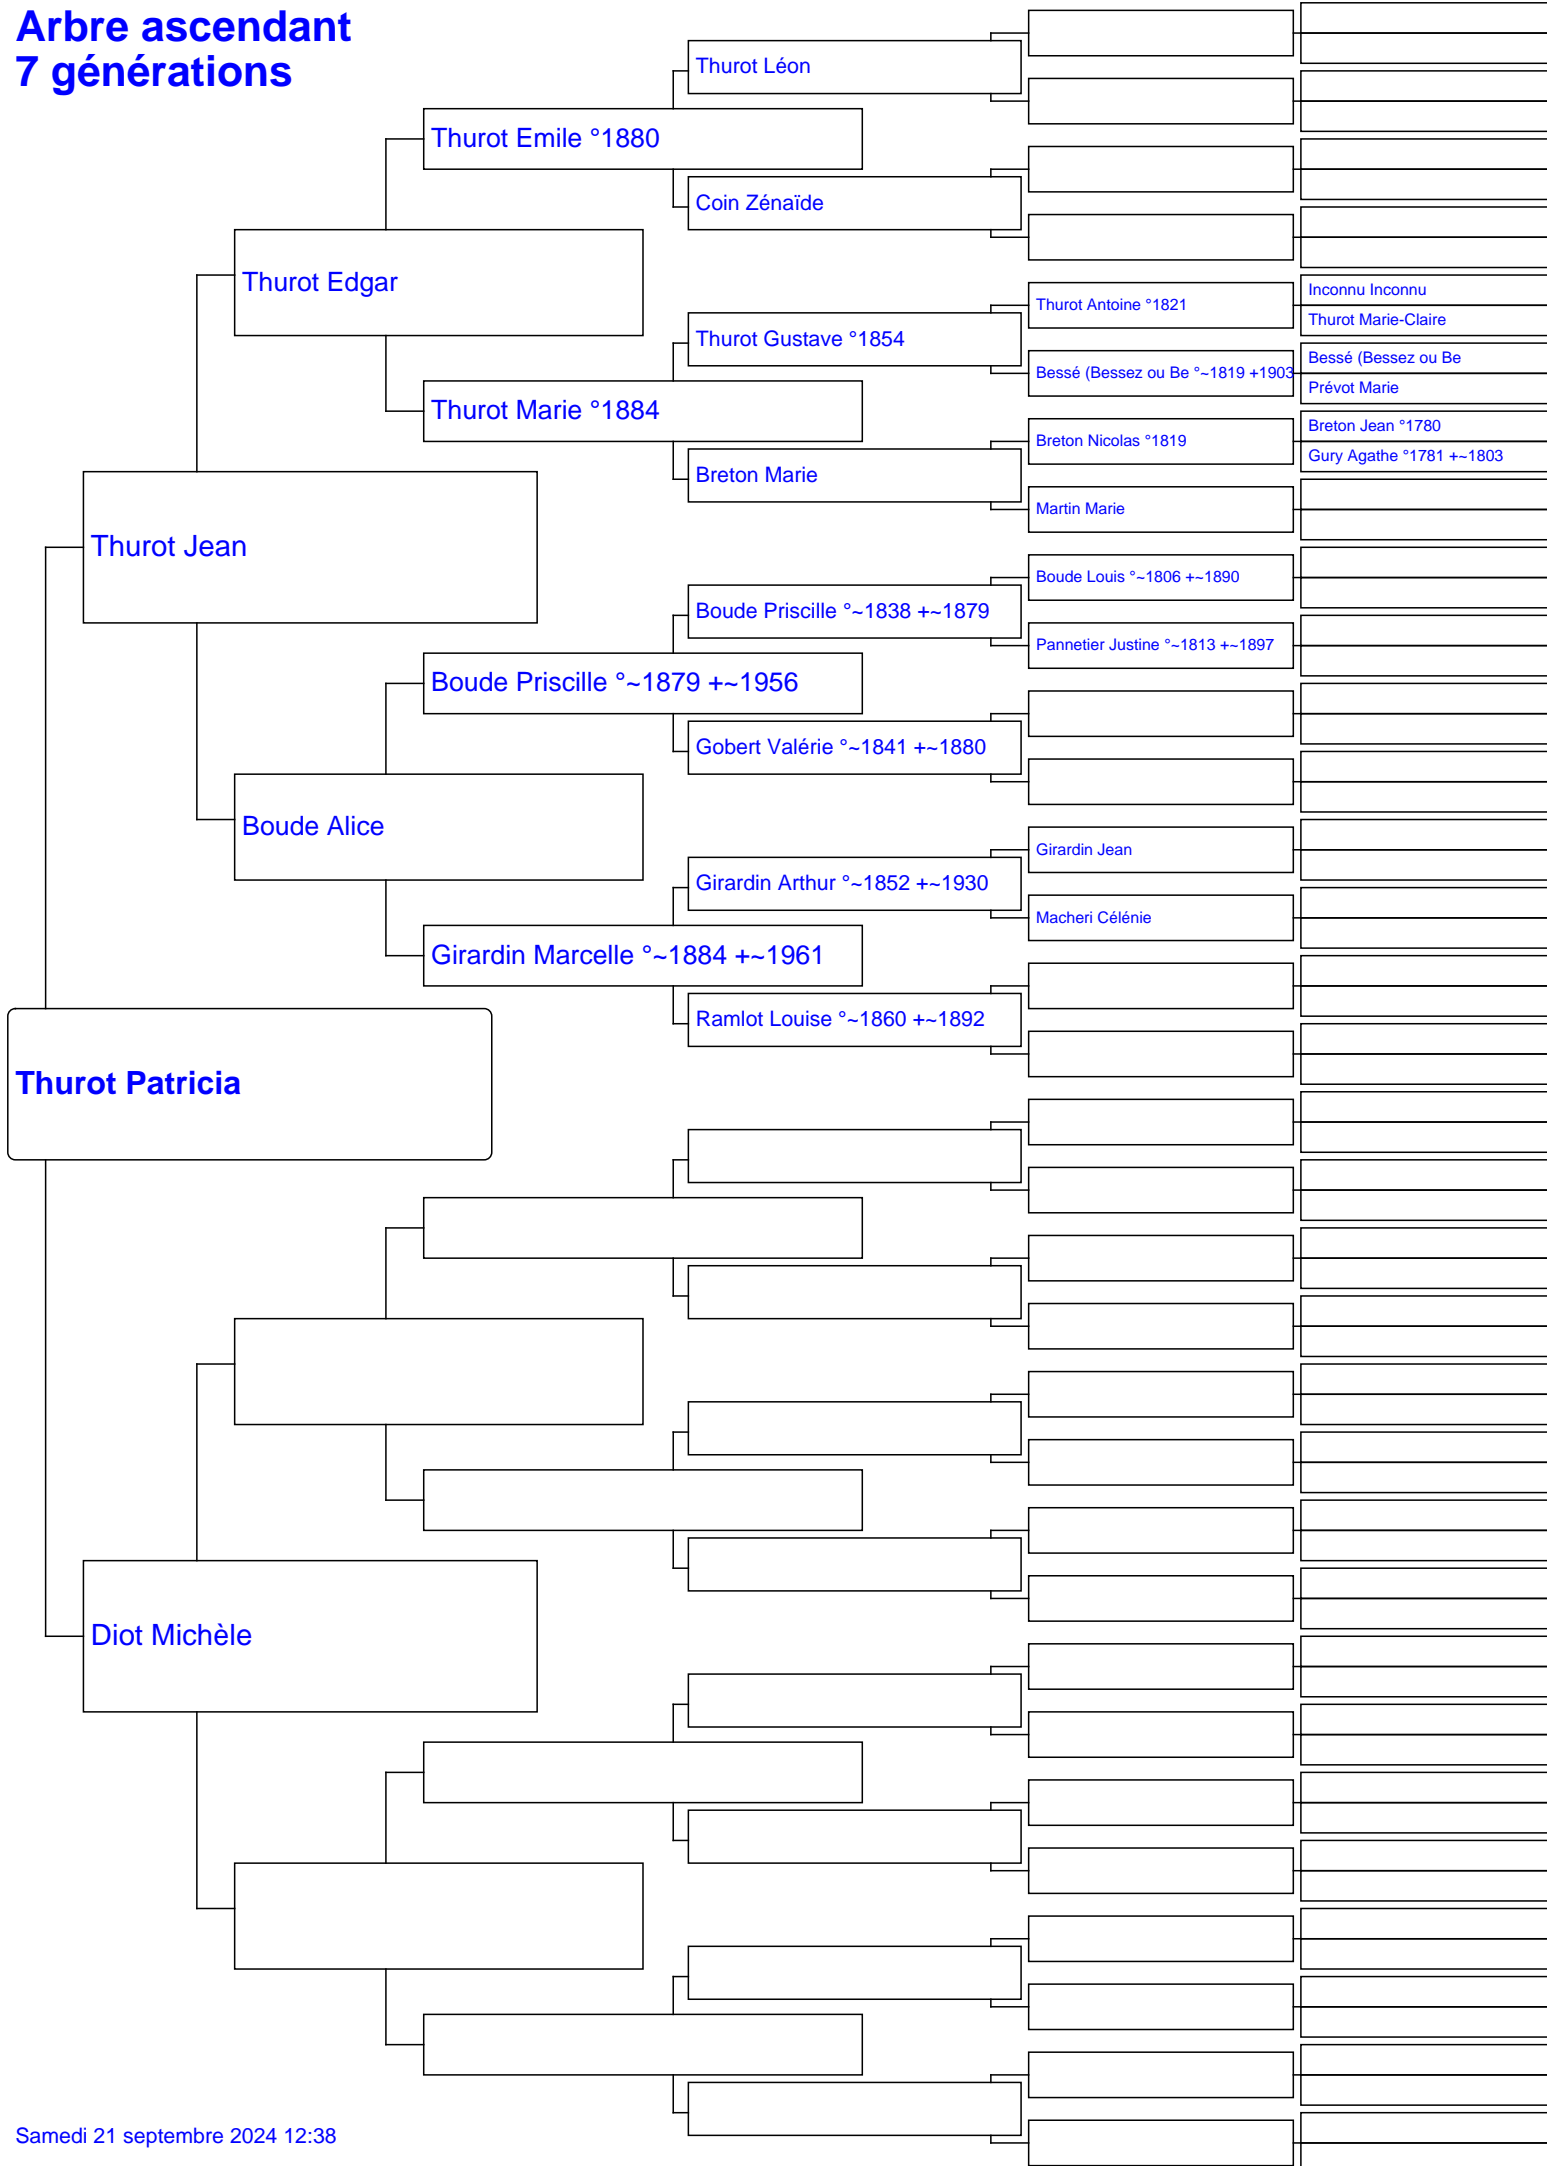 Arbre ascendant
7 générations
Thurot Léon
Thurot Emile °1880
Coin Zénaïde
Thurot Edgar
Inconnu Inconnu
Thurot Antoine °1821
Thurot Marie-Claire
Thurot Gustave °1854
Bessé (Bessez ou Be
Bessé (Bessez ou Be °~1819 +1903
Prévot Marie
Thurot Marie °1884
Breton Jean °1780
Breton Nicolas °1819
Gury Agathe °1781 +~1803
Breton Marie
Martin Marie
Thurot Jean
Boude Louis °~1806 +~1890
Boude Priscille °~1838 +~1879
Pannetier Justine °~1813 +~1897
Boude Priscille °~1879 +~1956
Gobert Valérie °~1841 +~1880
Boude Alice
Girardin Jean
Girardin Arthur °~1852 +~1930
Macheri Célénie
Girardin Marcelle °~1884 +~1961
Ramlot Louise °~1860 +~1892
Thurot Patricia
Diot Michèle
Samedi 21 septembre 2024 12:38